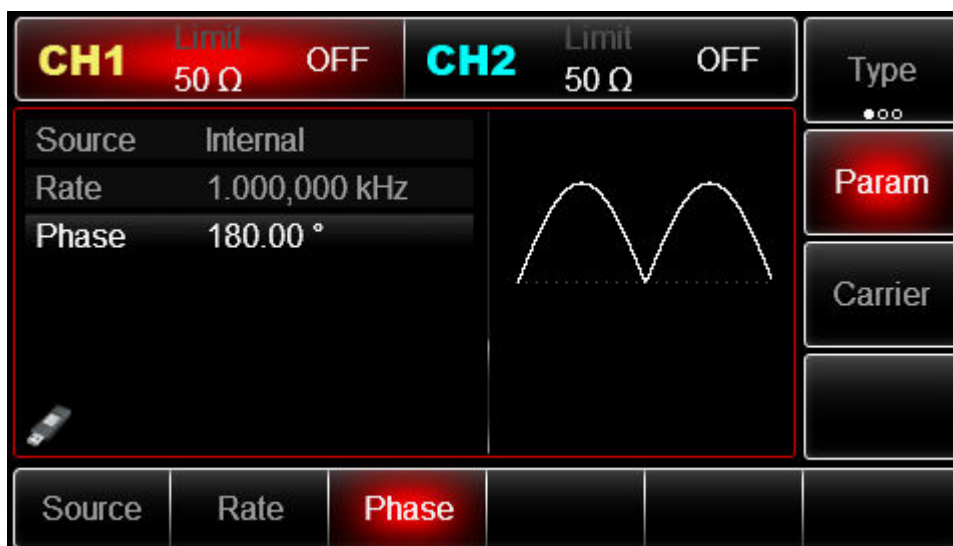 CH1 Limit 50 Ω OFF
CH2 Limit 50 Ω OFF
Type
Source Internal
Rate 1.000,000 kHz
Phase 180.00 °
Param
Carrier
Source Rate Phase